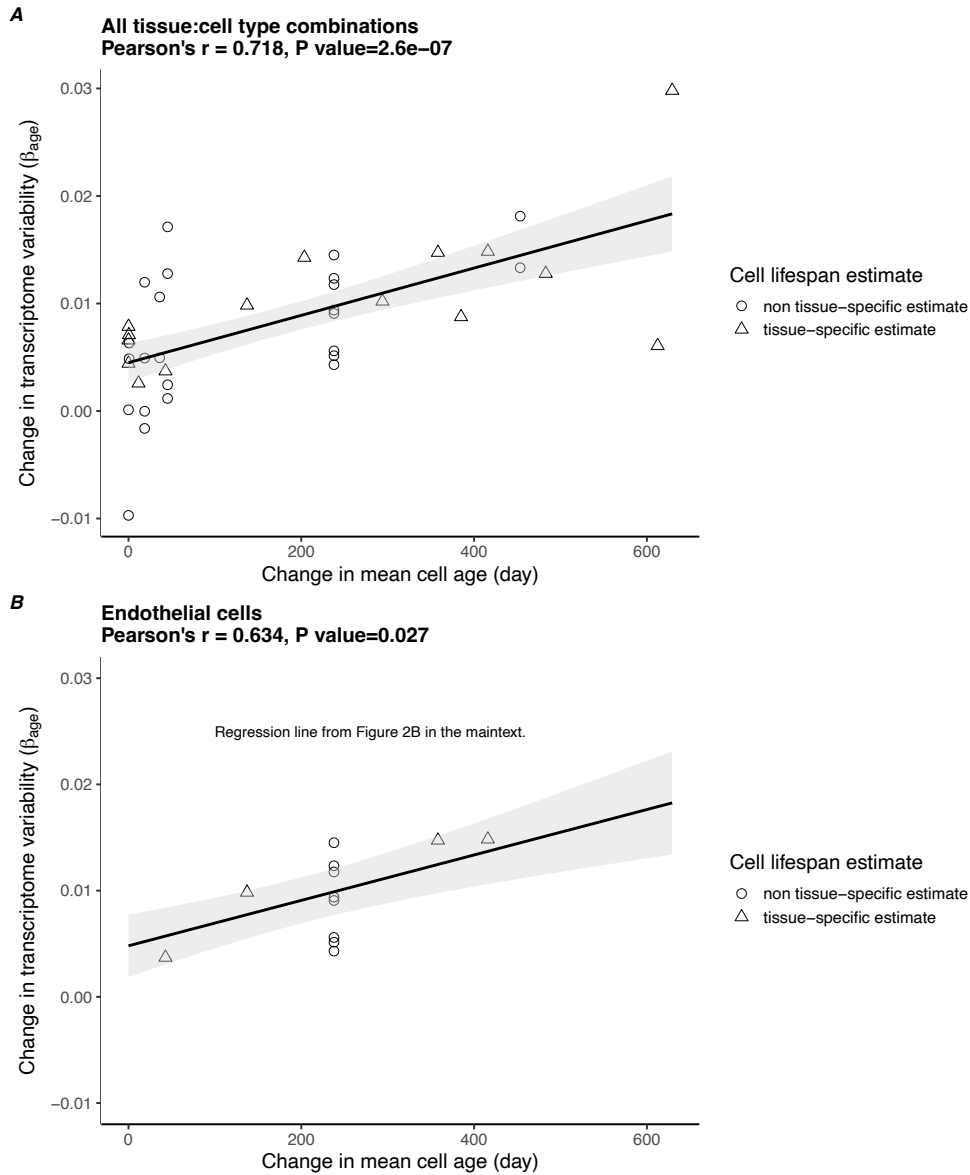 A
All tissue:cell type combinations
Pearson's r = 0.718, P value=2.6e−07
Change in transcriptome variability (βage)
0.03
0.02
0.01
0.00
−0.01
0
200
400
600
Change in mean cell age (day)
Cell lifespan estimate
non tissue−specific estimate
tissue−specific estimate
B
Endothelial cells
Pearson's r = 0.634, P value=0.027
Change in transcriptome variability (βage)
0.03
0.02
0.01
0.00
−0.01
Regression line from Figure 2B in the maintext.
0
200
400
600
Change in mean cell age (day)
Cell lifespan estimate
non tissue−specific estimate
tissue−specific estimate